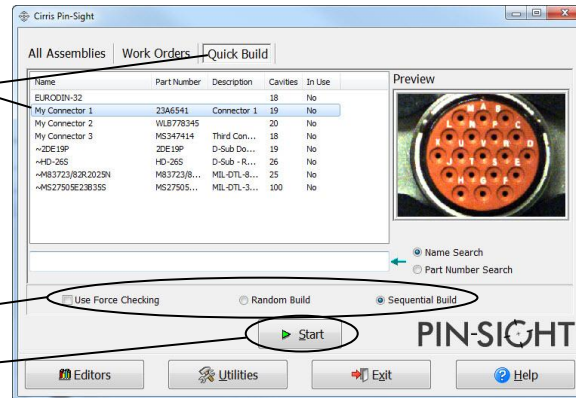 Cirris Pin-Sight
All Assemblies Work Orders Quick Build
Name Part Number Description Cavities In Use
EURODIN-32 18 No
My Connector 1 23A6541 Connector 1 19 No
My Connector 2 WLB778345 20 No
My Connector 3 MS347414 Third Con... 18 No
~2DE19P 2DE19P D-Sub Do... 19 No
~HD-26S HD-26S D-Sub - R... 26 No
~M83723/82R2025N M83723/8... MIL-DTL-8... 25 No
~MS27505E23B35S MS27505... MIL-DTL-3... 100 No
Preview
Name Search
Part Number Search
Use Force Checking Random Build Sequential Build
Start
PIN-SIGHT
Editors Utilities Exit Help